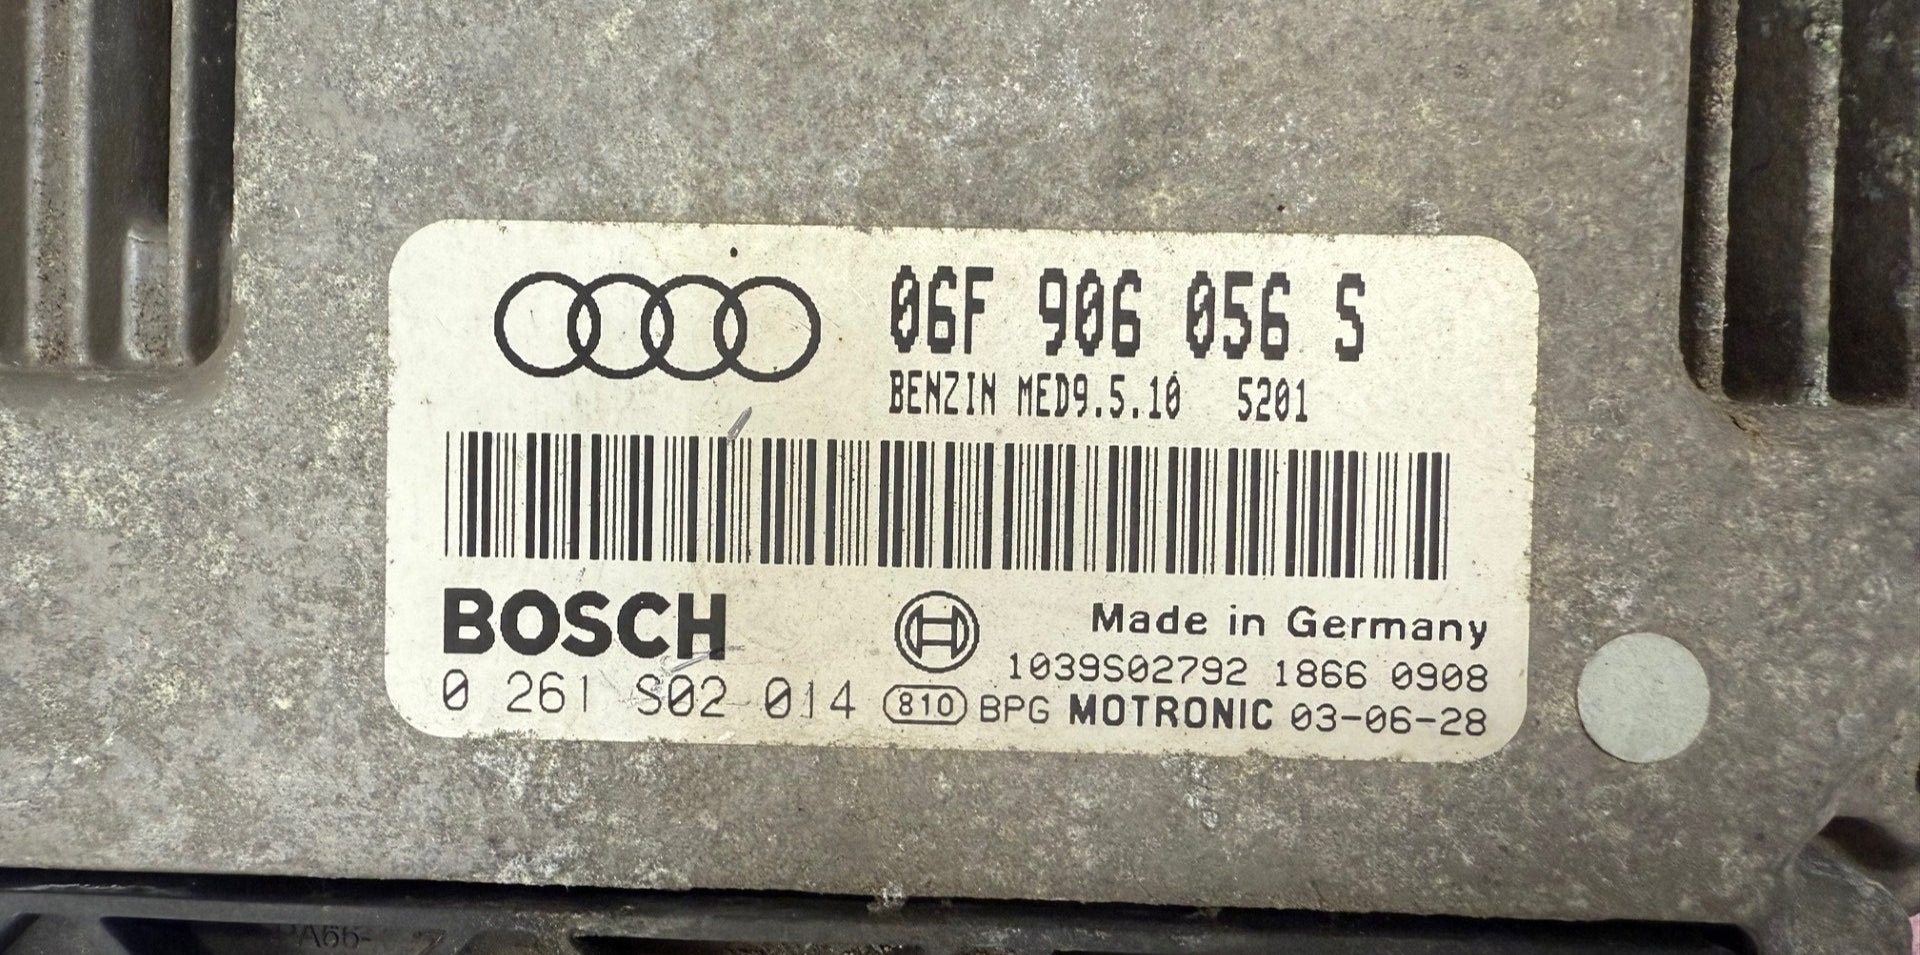 06F 906 056 S
BENZIN MED9.5.10 5201
BOSCH
Made in Germany
1039S02792 1866 0908
0 261 S02 014 810 BPG MOTRONIC 03-06-28